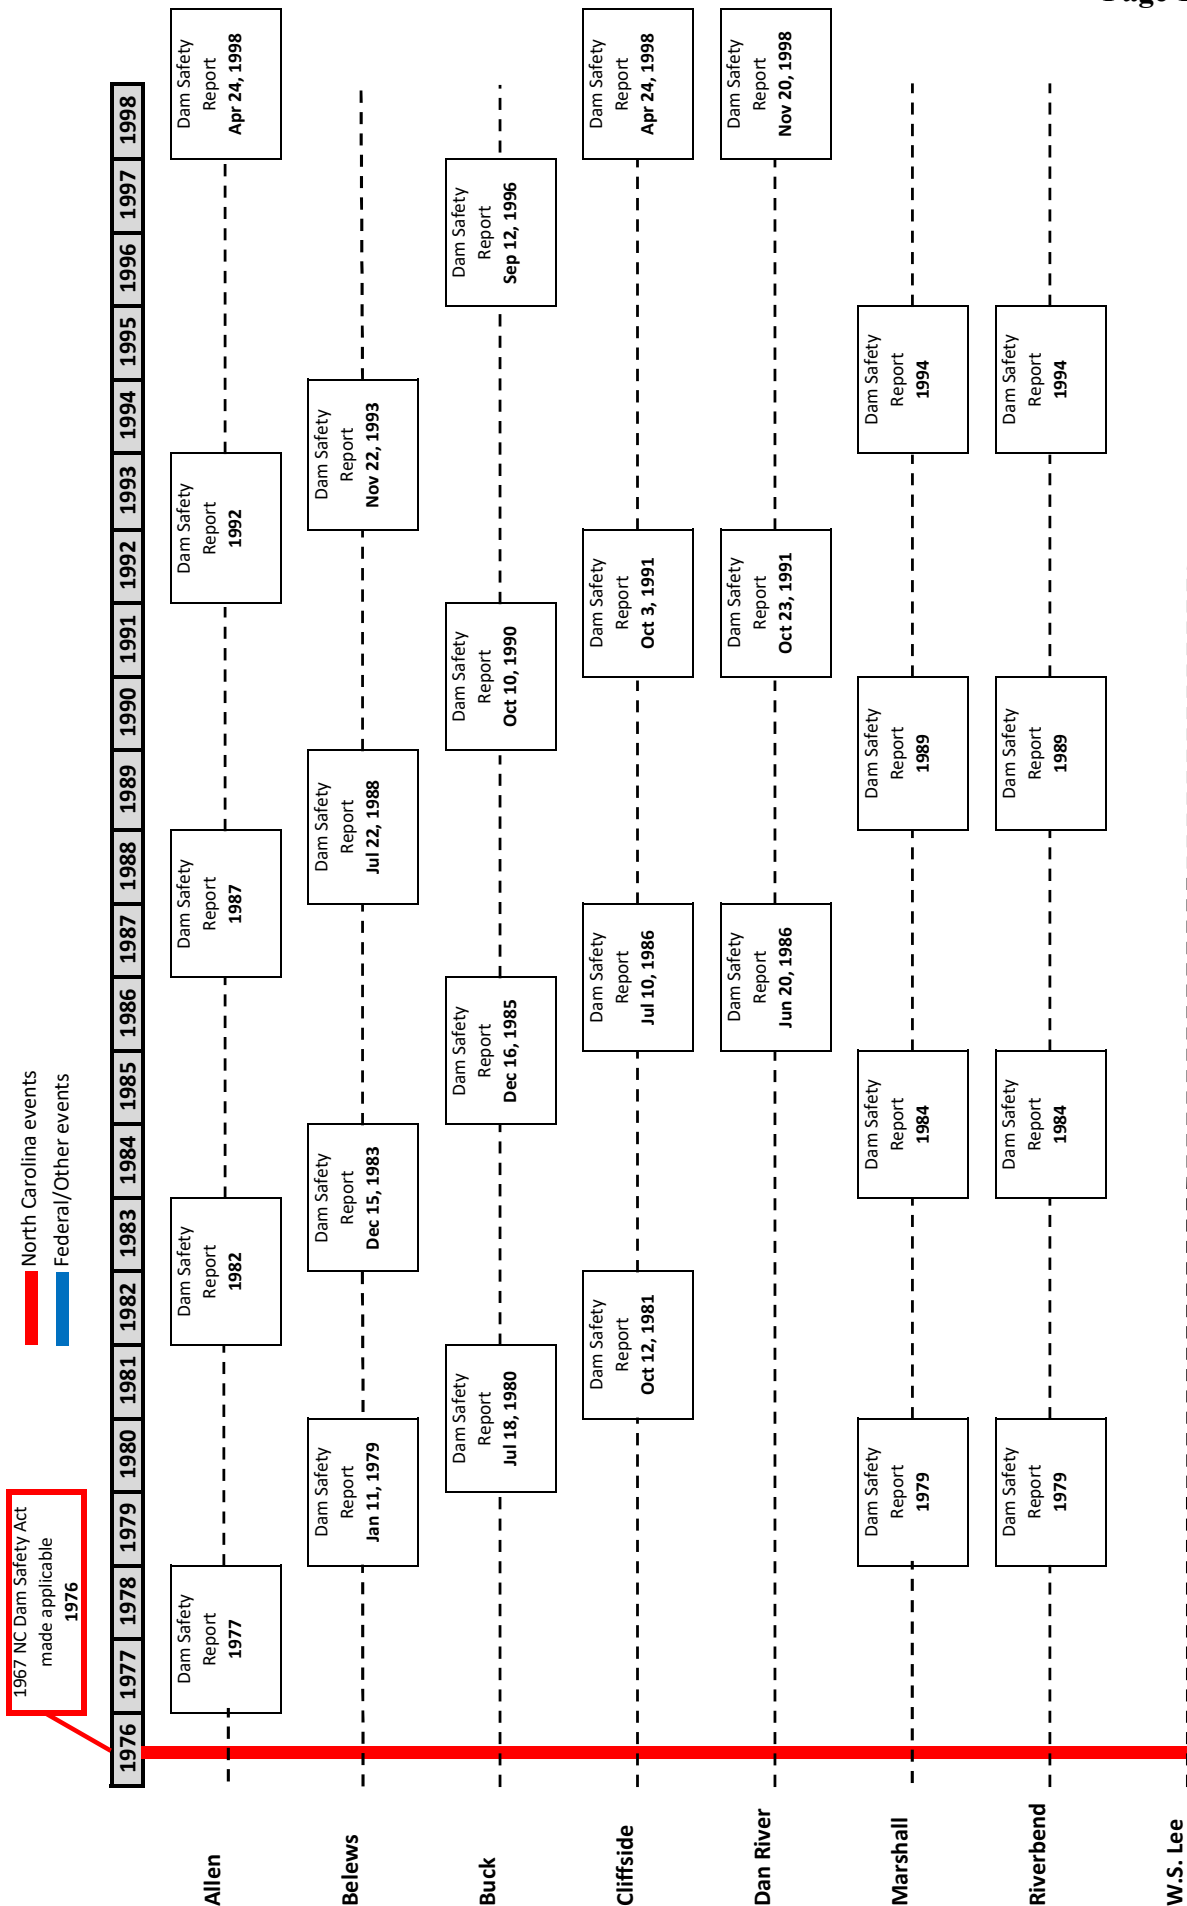 1967 NC Dam Safety Act
made applicable
1976
North Carolina events
Federal/Other events
1976 1977 1978 1979 1980 1981 1982 1983 1984 1985 1986 1987 1988 1989 1990 1991 1992 1993 1994 1995 1996 1997 1998
Allen
Dam Safety
Report
1977
Dam Safety
Report
1982
Dam Safety
Report
1987
Dam Safety
Report
1992
Dam Safety
Report
Apr 24, 1998
Belews
Dam Safety
Report
Jan 11, 1979
Dam Safety
Report
Dec 15, 1983
Dam Safety
Report
Jul 22, 1988
Dam Safety
Report
Nov 22, 1993
Buck
Dam Safety
Report
Jul 18, 1980
Dam Safety
Report
Dec 16, 1985
Dam Safety
Report
Oct 10, 1990
Dam Safety
Report
Sep 12, 1996
Cliffside
Dam Safety
Report
Oct 12, 1981
Dam Safety
Report
Jul 10, 1986
Dam Safety
Report
Oct 3, 1991
Dam Safety
Report
Apr 24, 1998
Dan River
Dam Safety
Report
Jun 20, 1986
Dam Safety
Report
Oct 23, 1991
Dam Safety
Report
Nov 20, 1998
Marshall
Dam Safety
Report
1979
Dam Safety
Report
1984
Dam Safety
Report
1989
Dam Safety
Report
1994
Riverbend
Dam Safety
Report
1979
Dam Safety
Report
1984
Dam Safety
Report
1989
Dam Safety
Report
1994
W.S. Lee